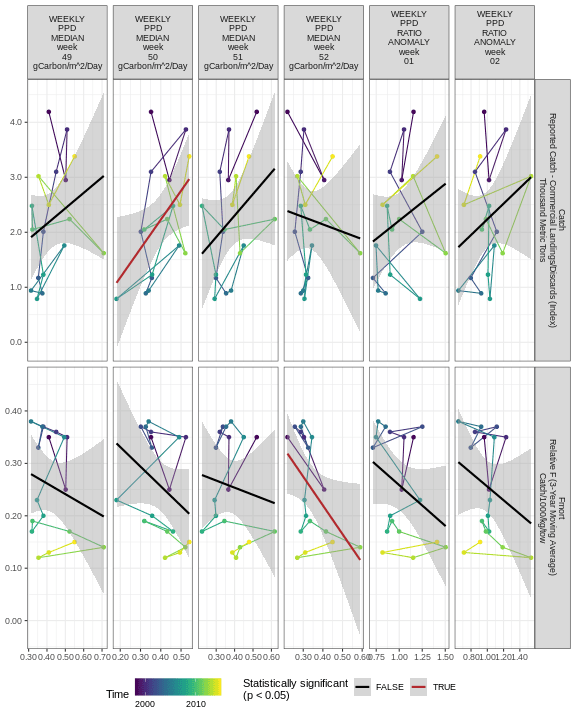 WEEKLY
PPD
MEDIAN
week
49
gCarbon/m^2/Day
WEEKLY
PPD
MEDIAN
week
50
gCarbon/m^2/Day
WEEKLY
PPD
MEDIAN
week
51
gCarbon/m^2/Day
WEEKLY
PPD
MEDIAN
week
52
gCarbon/m^2/Day
WEEKLY
PPD
RATIO
ANOMALY
week
01
WEEKLY
PPD
RATIO
ANOMALY
week
02
4.0
3.0
2.0
1.0
0.0
Catch
Reported Catch - Commercial Landings/Discards (Index)
Thousand Metric Tons
0.40
0.30
0.20
0.10
0.00
Fmort
Relative F (3-Year Moving Average)
Catch/1000/kg/tow
0.30 0.40 0.50 0.60 0.70
0.20 0.30 0.40 0.50
0.30 0.40 0.50 0.60
0.30 0.40 0.50 0.60
0.75 1.00 1.25 1.50
0.80 1.00 1.20 1.40
Time
2000 2010
Statistically significant
(p < 0.05)
FALSE
TRUE